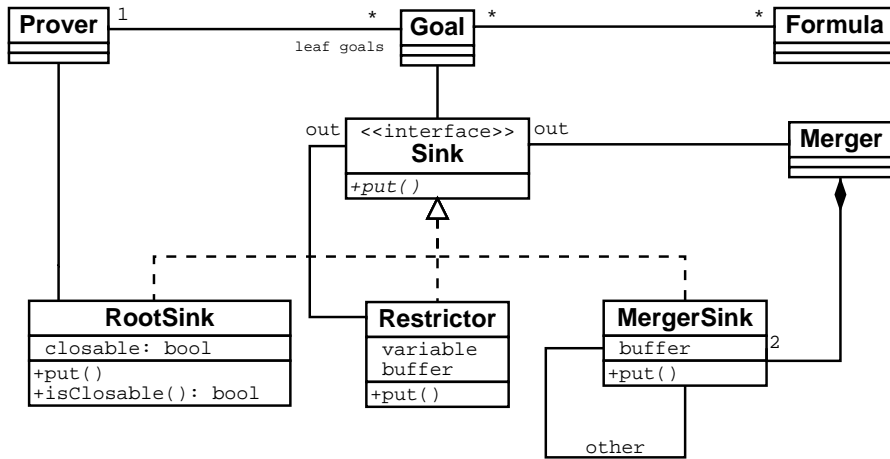 Prover
1
*
leaf goals
Goal
*
*
Formula
out
<<interface>>
Sink
+put()
out
Merger
RootSink
closable: bool
+put()
+isClosable(): bool
Restrictor
variable
buffer
+put()
MergerSink
buffer
+put()
2
other